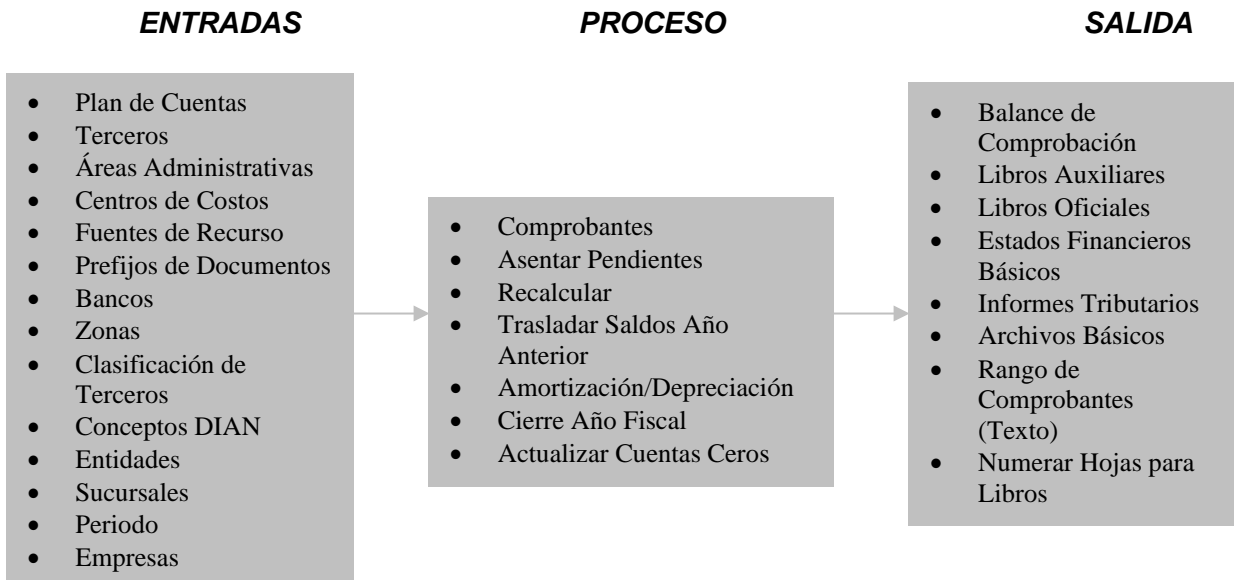 ENTRADAS
PROCESO
SALIDA
• Plan de Cuentas
• Terceros
• Áreas Administrativas
• Centros de Costos
• Fuentes de Recurso
• Prefijos de Documentos
• Bancos
• Zonas
• Clasificación de
Terceros
• Conceptos DIAN
• Entidades
• Sucursales
• Periodo
• Empresas
• Comprobantes
• Asentar Pendientes
• Recalcular
• Trasladar Saldos Año
Anterior
• Amortización/Depreciación
• Cierre Año Fiscal
• Actualizar Cuentas Ceros
• Balance de
Comprobación
• Libros Auxiliares
• Libros Oficiales
• Estados Financieros
Básicos
• Informes Tributarios
• Archivos Básicos
• Rango de
Comprobantes
(Texto)
• Numerar Hojas para
Libros